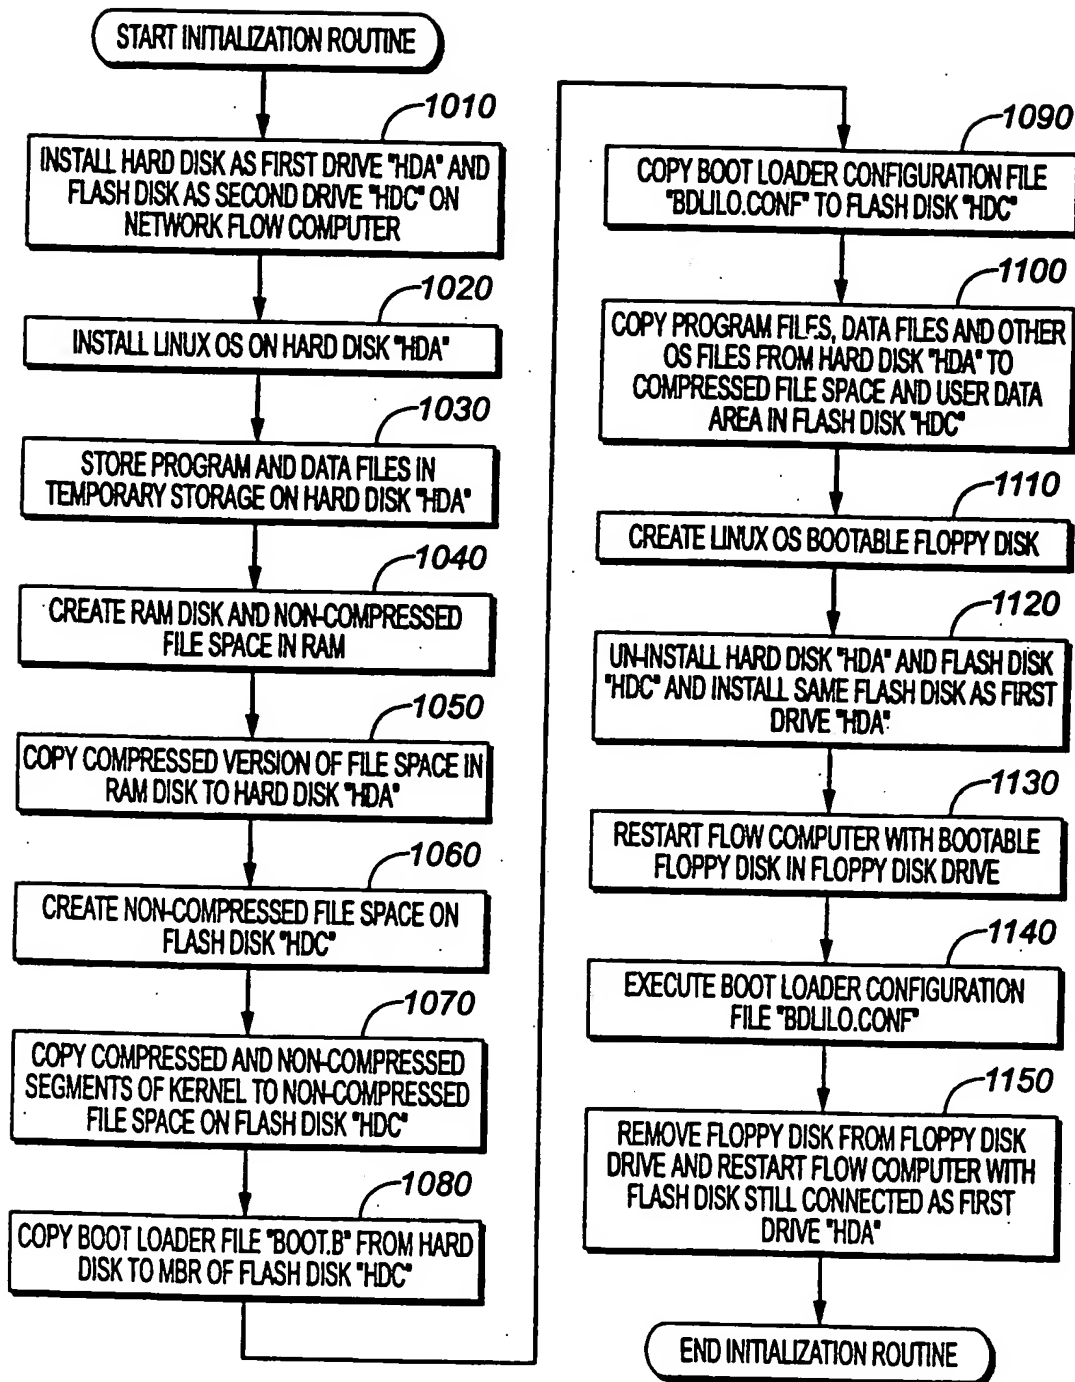 START INITIALIZATION ROUTINE
1010
INSTALL HARD DISK AS FIRST DRIVE "HDA" AND
FLASH DISK AS SECOND DRIVE "HDC" ON
NETWORK FLOW COMPUTER
1020
INSTALL LINUX OS ON HARD DISK "HDA"
1030
STORE PROGRAM AND DATA FILES IN
TEMPORARY STORAGE ON HARD DISK "HDA"
1040
CREATE RAM DISK AND NON-COMPRESSED
FILE SPACE IN RAM
1050
COPY COMPRESSED VERSION OF FILE SPACE IN
RAM DISK TO HARD DISK "HDA"
1060
CREATE NON-COMPRESSED FILE SPACE ON
FLASH DISK "HDC"
1070
COPY COMPRESSED AND NON-COMPRESSED
SEGMENTS OF KERNEL TO NON-COMPRESSED
FILE SPACE ON FLASH DISK "HDC"
1080
COPY BOOT LOADER FILE "BOOT.B" FROM HARD
DISK TO MBR OF FLASH DISK "HDC"
1090
COPY BOOT LOADER CONFIGURATION FILE
"BDLILO.CONF" TO FLASH DISK "HDC"
1100
COPY PROGRAM FILES, DATA FILES AND OTHER
OS FILES FROM HARD DISK "HDA" TO
COMPRESSED FILE SPACE AND USER DATA
AREA IN FLASH DISK "HDC"
1110
CREATE LINUX OS BOOTABLE FLOPPY DISK
1120
UN-INSTALL HARD DISK "HDA" AND FLASH DISK
"HDC" AND INSTALL SAME FLASH DISK AS FIRST
DRIVE "HDA"
1130
RESTART FLOW COMPUTER WITH BOOTABLE
FLOPPY DISK IN FLOPPY DISK DRIVE
1140
EXECUTE BOOT LOADER CONFIGURATION
FILE "BDLILO.CONF"
1150
REMOVE FLOPPY DISK FROM FLOPPY DISK
DRIVE AND RESTART FLOW COMPUTER WITH
FLASH DISK STILL CONNECTED AS FIRST
DRIVE "HDA"
END INITIALIZATION ROUTINE